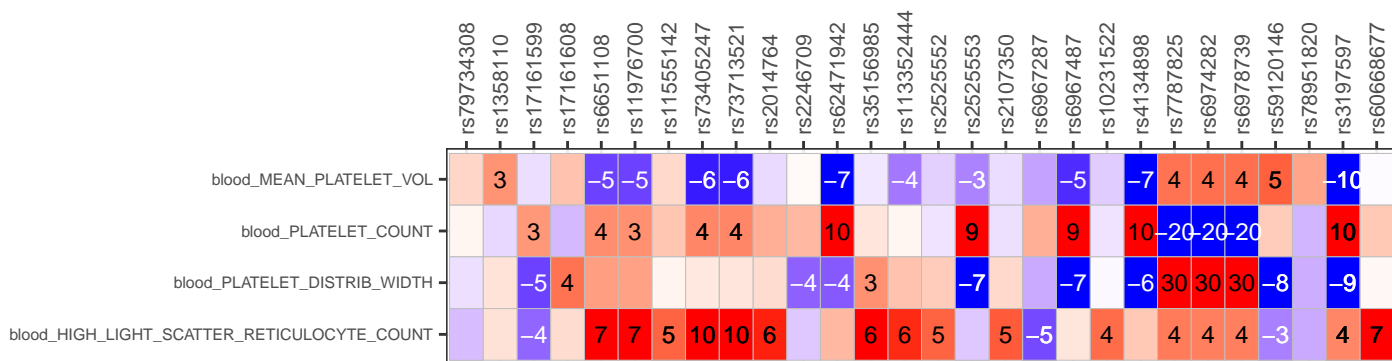 rs79734308
rs13581110
rs17161599
rs17161608
rs6651108
rs11976700
rs11555142
rs73405247
rs73713521
rs2014764
rs2246709
rs62471942
rs35156985
rs113352444
rs2525552
rs2525553
rs2107350
rs6967287
rs6967487
rs10231522
rs4134898
rs7787825
rs6974282
rs6978739
rs59120146
rs78951820
rs3197597
rs60668677
blood_MEAN_PLATELET_VOL 3 −5 −5 −6 −6 −7 −4 −3 −5 −7 4 4 4 5 −10
blood_PLATELET_COUNT 3 4 3 4 4 10 9 9 10 −20 −20 −20 10
blood_PLATELET_DISTRIB_WIDTH −5 4 −4 −4 3 −7 −7 −6 30 30 30 −8 −9
blood_HIGH_LIGHT_SCATTER_RETICULOCYTE_COUNT −4 7 7 5 10 10 6 6 6 5 5 −5 4 4 4 4 −3 4 7